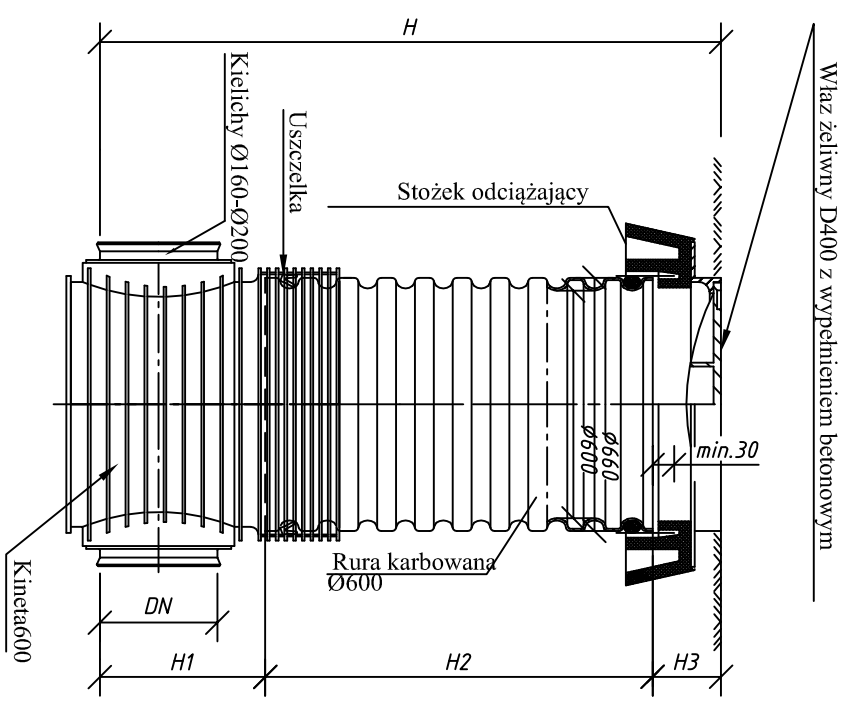 H
Właz żeliwny D400 z wypełnieniem betonowym
Kielichy Ø160-Ø200
Uszczelka
Stożek odciążający
Ø600
Ø660
min.30
Rura karbowana
Ø600
Kineta600
DN
H1
H2
H3